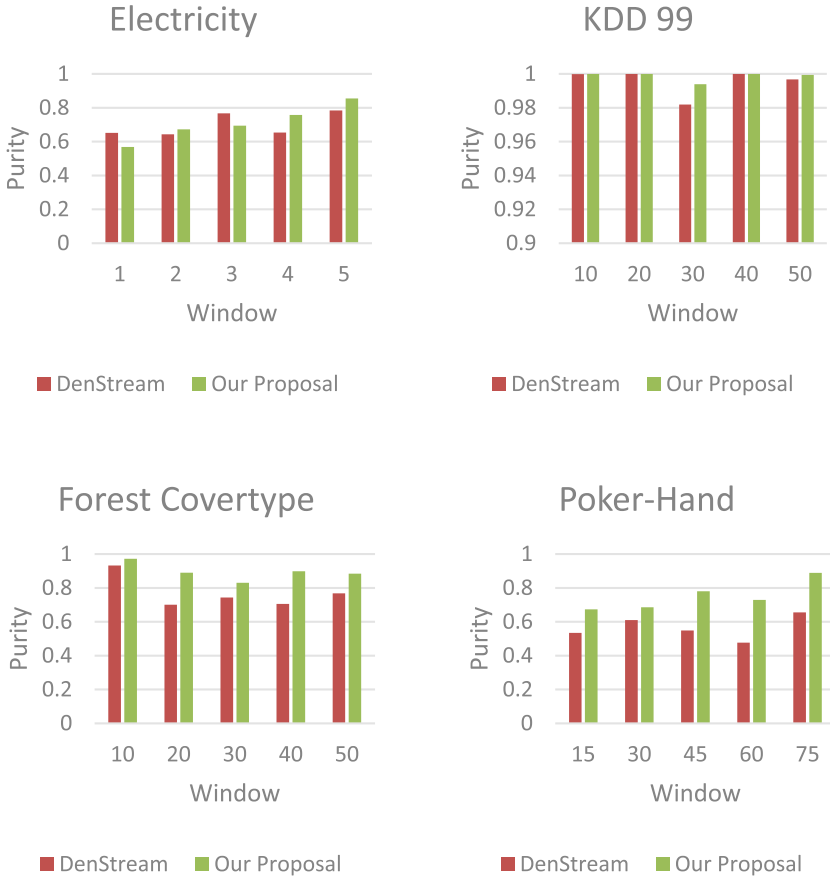 Electricity
1
0.8
0.6
0.4
0.2
0
Purity
1 2 3 4 5
Window
DenStream Our Proposal
KDD 99
1
0.98
0.96
0.94
0.92
0.9
Purity
10 20 30 40 50
Window
DenStream Our Proposal
Forest Covertype
1
0.8
0.6
0.4
0.2
0
Purity
10 20 30 40 50
Window
DenStream Our Proposal
Poker-Hand
1
0.8
0.6
0.4
0.2
0
Purity
15 30 45 60 75
Window
DenStream Our Proposal